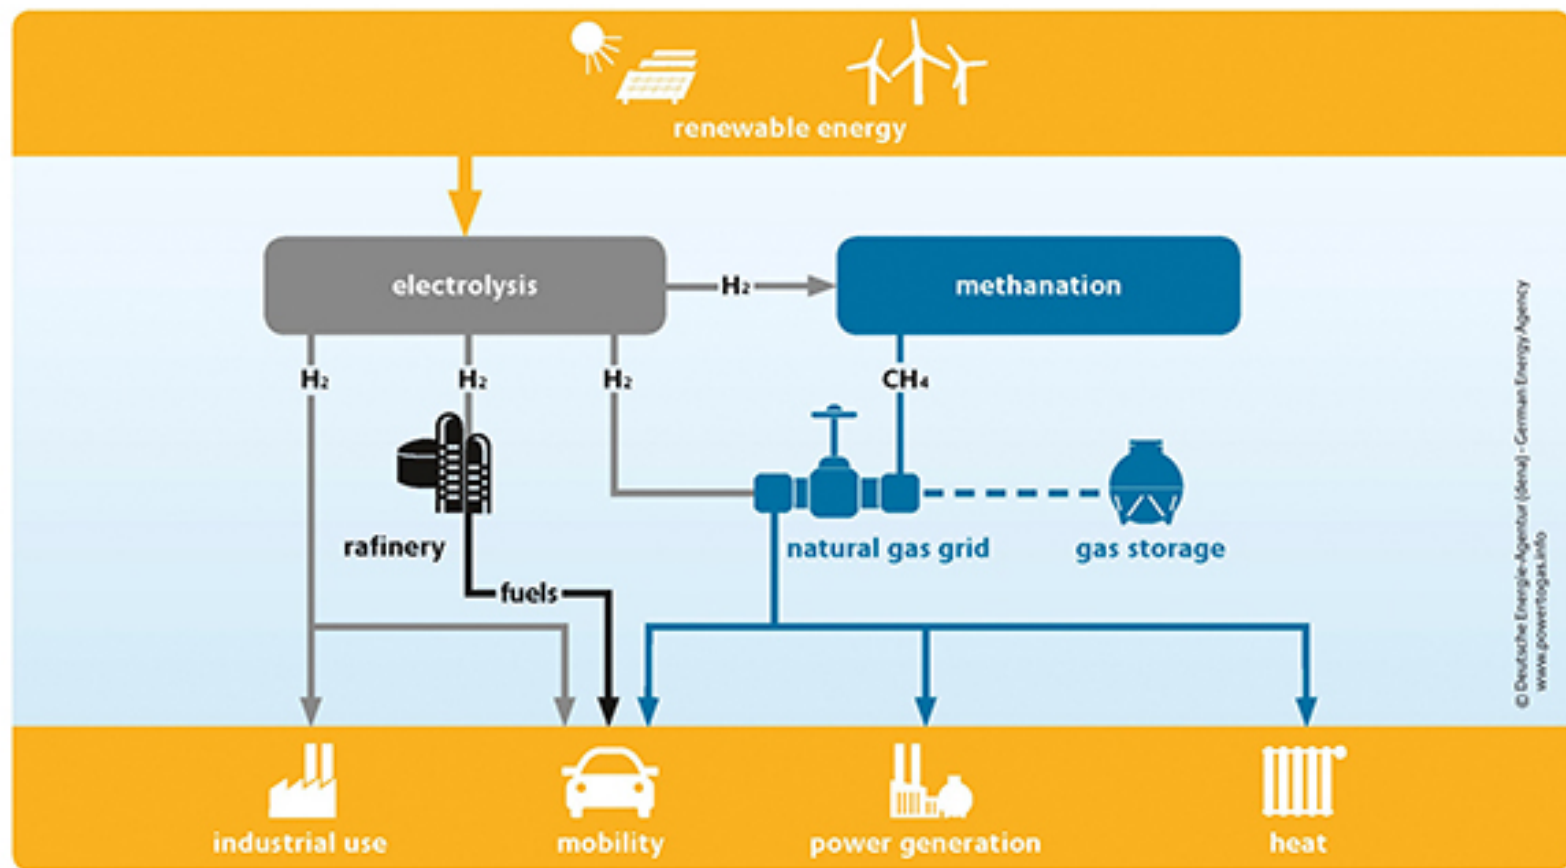 renewable energy
electrolysis
H₂
methanation
H₂
H₂
H₂
CH₄
rafinery
natural gas grid
gas storage
fuels
industrial use
mobility
power generation
heat
© Deutsche Energie-Agentur (dena) - German Energy Agency
www.powertogas.info